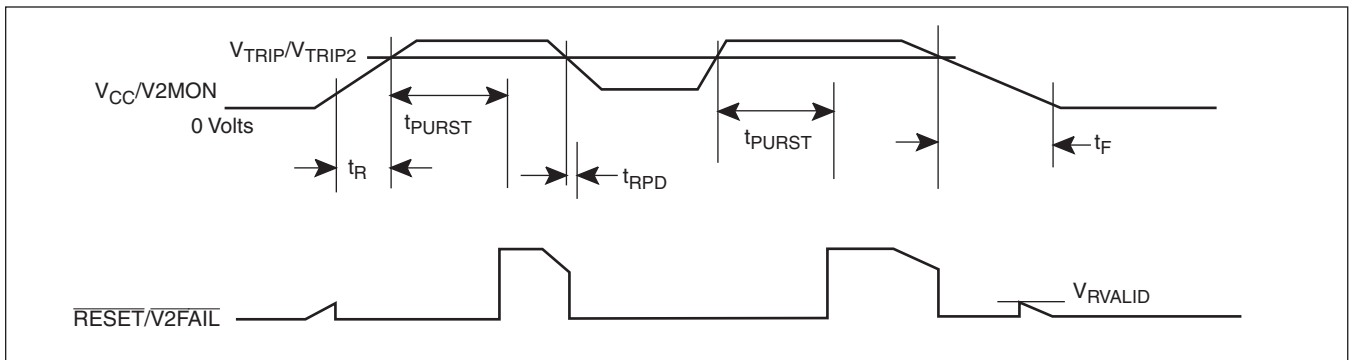 VTRIP/VTRIP2
VCC/V2MON
0 Volts
tPURST
tPURST
tR
tRPD
tF
RESET/V2FAIL
VRVALID